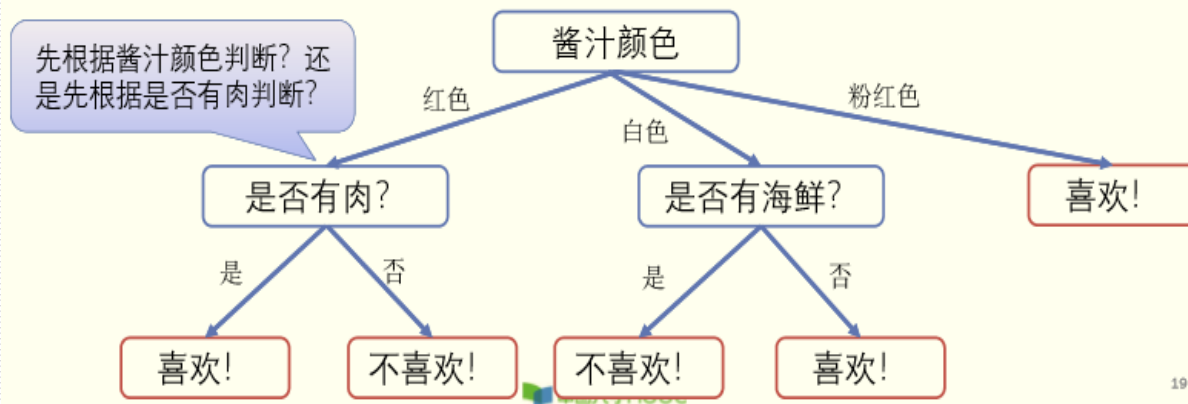 酱汁颜色
先根据酱汁颜色判断？还
是先根据是否有肉判断？
红色
白色
粉红色
是否有肉？
是否有海鲜？
喜欢！
是
否
是
否
喜欢！
不喜欢！
不喜欢！
喜欢！
19